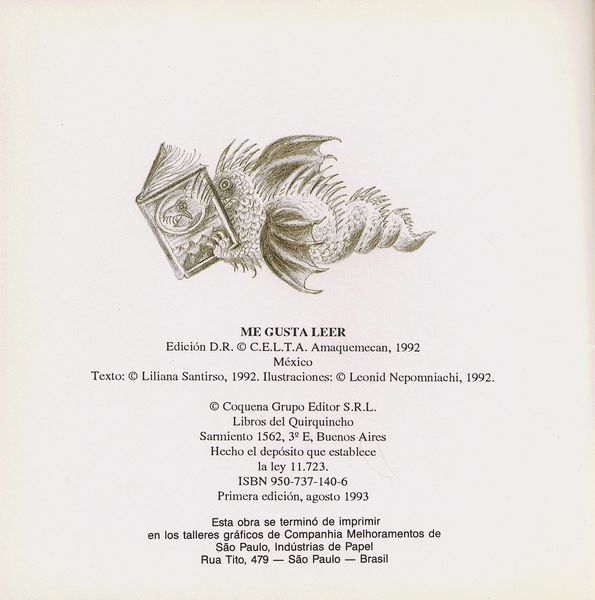 ME GUSTA LEER
Edición D.R. © C.E.L.T.A. Amaquemecan, 1992
México
Texto: © Liliana Santirso, 1992. Ilustraciones: © Leonid Nepomniachi, 1992.
© Coquena Grupo Editor S.R.L.
Libros del Quirquincho
Sarmiento 1562, 3º E, Buenos Aires
Hecho el depósito que establece
la ley 11.723.
ISBN 950-737-140-6
Primera edición, agosto 1993
Esta obra se terminó de imprimir
en los talleres gráficos de Companhia Melhoramentos de
São Paulo, Indústrias de Papel
Rua Tito, 479 — São Paulo — Brasil